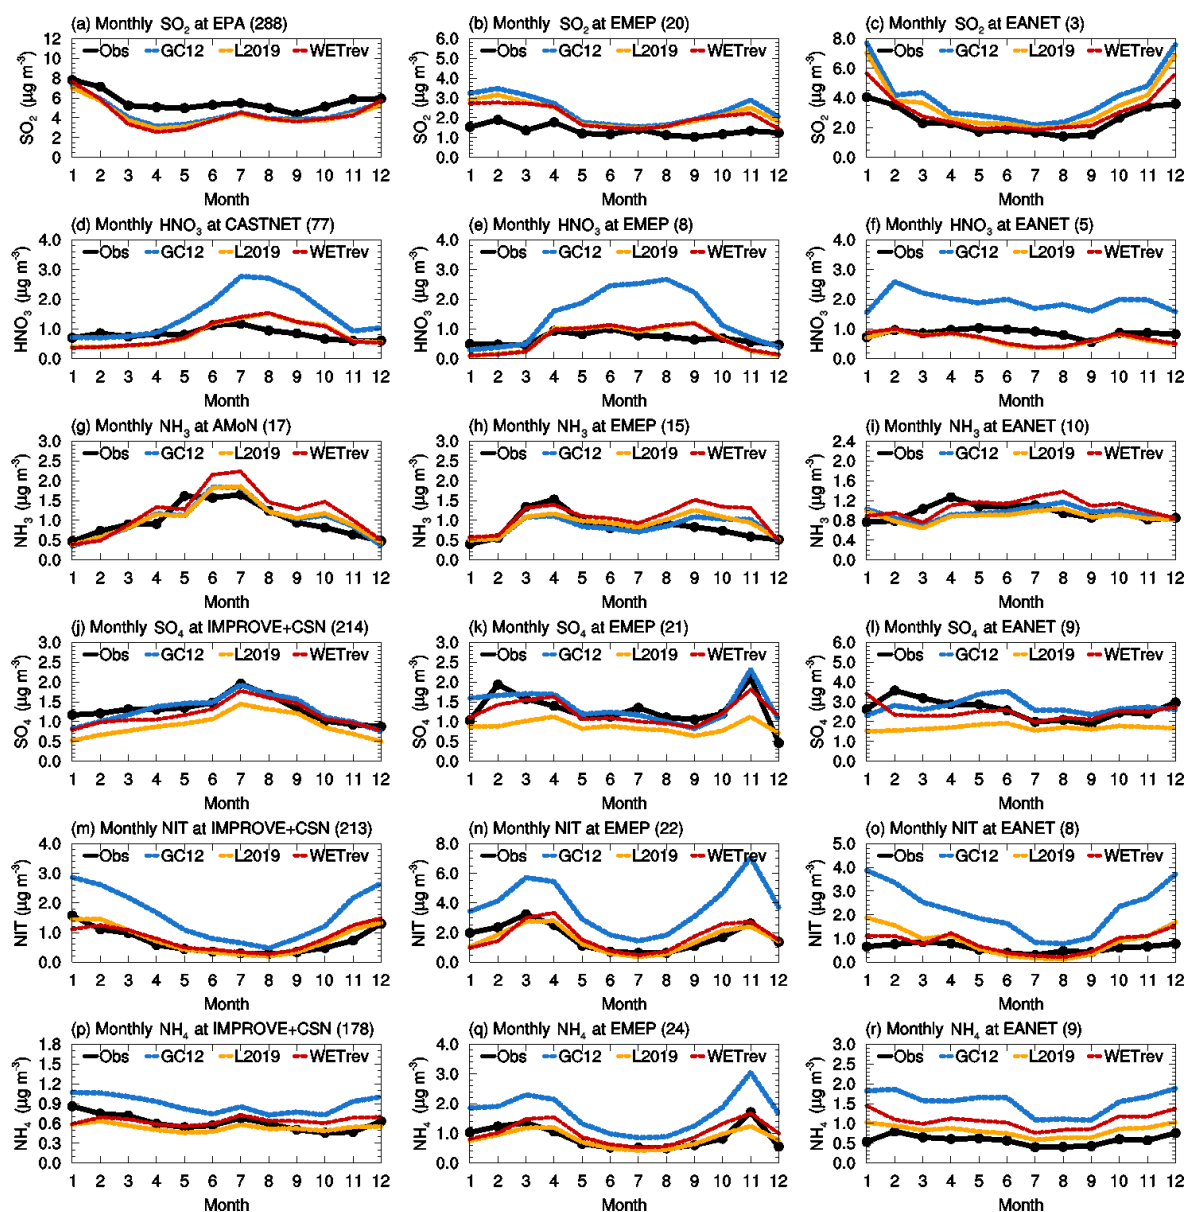 (a) Monthly SO₂ at EPA (288)
Obs GC12 L2019 WETrev
SO₂ (µg m⁻³)
12
10
8
6
4
2
0
1 2 3 4 5 6 7 8 9 10 11 12
Month
(b) Monthly SO₂ at EMEP (20)
Obs GC12 L2019 WETrev
SO₂ (µg m⁻³)
6.0
5.0
4.0
3.0
2.0
1.0
0.0
1 2 3 4 5 6 7 8 9 10 11 12
Month
(c) Monthly SO₂ at EANET (3)
Obs GC12 L2019 WETrev
SO₂ (µg m⁻³)
8.0
6.0
4.0
2.0
0.0
1 2 3 4 5 6 7 8 9 10 11 12
Month
(d) Monthly HNO₃ at CASTNET (77)
Obs GC12 L2019 WETrev
HNO₃ (µg m⁻³)
4.0
3.0
2.0
1.0
0.0
1 2 3 4 5 6 7 8 9 10 11 12
Month
(e) Monthly HNO₃ at EMEP (8)
Obs GC12 L2019 WETrev
HNO₃ (µg m⁻³)
4.0
3.0
2.0
1.0
0.0
1 2 3 4 5 6 7 8 9 10 11 12
Month
(f) Monthly HNO₃ at EANET (5)
Obs GC12 L2019 WETrev
HNO₃ (µg m⁻³)
4.0
3.0
2.0
1.0
0.0
1 2 3 4 5 6 7 8 9 10 11 12
Month
(g) Monthly NH₃ at AMoN (17)
Obs GC12 L2019 WETrev
NH₃ (µg m⁻³)
3.0
2.5
2.0
1.5
1.0
0.5
0.0
1 2 3 4 5 6 7 8 9 10 11 12
Month
(h) Monthly NH₃ at EMEP (15)
Obs GC12 L2019 WETrev
NH₃ (µg m⁻³)
3.0
2.5
2.0
1.5
1.0
0.5
0.0
1 2 3 4 5 6 7 8 9 10 11 12
Month
(i) Monthly NH₃ at EANET (10)
Obs GC12 L2019 WETrev
NH₃ (µg m⁻³)
2.4
2.0
1.6
1.2
0.8
0.4
0.0
1 2 3 4 5 6 7 8 9 10 11 12
Month
(j) Monthly SO₄ at IMPROVE+CSN (214)
Obs GC12 L2019 WETrev
SO₄ (µg m⁻³)
3.0
2.5
2.0
1.5
1.0
0.5
0.0
1 2 3 4 5 6 7 8 9 10 11 12
Month
(k) Monthly SO₄ at EMEP (21)
Obs GC12 L2019 WETrev
SO₄ (µg m⁻³)
3.0
2.5
2.0
1.5
1.0
0.5
0.0
1 2 3 4 5 6 7 8 9 10 11 12
Month
(l) Monthly SO₄ at EANET (9)
Obs GC12 L2019 WETrev
SO₄ (µg m⁻³)
6.0
5.0
4.0
3.0
2.0
1.0
0.0
1 2 3 4 5 6 7 8 9 10 11 12
Month
(m) Monthly NIT at IMPROVE+CSN (213)
Obs GC12 L2019 WETrev
NIT (µg m⁻³)
4.0
3.0
2.0
1.0
0.0
1 2 3 4 5 6 7 8 9 10 11 12
Month
(n) Monthly NIT at EMEP (22)
Obs GC12 L2019 WETrev
NIT (µg m⁻³)
8.0
6.0
4.0
2.0
0.0
1 2 3 4 5 6 7 8 9 10 11 12
Month
(o) Monthly NIT at EANET (8)
Obs GC12 L2019 WETrev
NIT (µg m⁻³)
5.0
4.0
3.0
2.0
1.0
0.0
1 2 3 4 5 6 7 8 9 10 11 12
Month
(p) Monthly NH₄ at IMPROVE+CSN (178)
Obs GC12 L2019 WETrev
NH₄ (µg m⁻³)
1.8
1.5
1.2
0.9
0.6
0.3
0.0
1 2 3 4 5 6 7 8 9 10 11 12
Month
(q) Monthly NH₄ at EMEP (24)
Obs GC12 L2019 WETrev
NH₄ (µg m⁻³)
4.0
3.0
2.0
1.0
0.0
1 2 3 4 5 6 7 8 9 10 11 12
Month
(r) Monthly NH₄ at EANET (9)
Obs GC12 L2019 WETrev
NH₄ (µg m⁻³)
3.0
2.5
2.0
1.5
1.0
0.5
0.0
1 2 3 4 5 6 7 8 9 10 11 12
Month